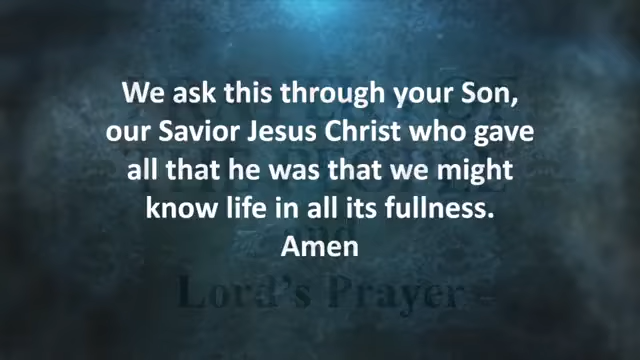 We ask this through your Son,
our Savior Jesus Christ who gave
all that he was that we might
know life in all its fullness.
Amen
and
Lord's Prayer